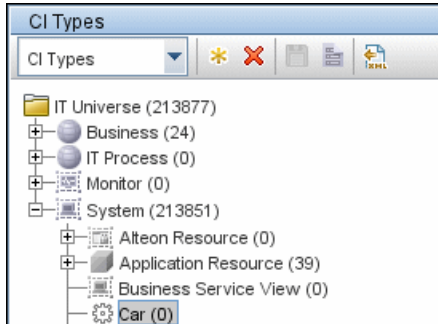 CI Types
CI Types
XML
IT Universe (213877)
Business (24)
IT Process (0)
Monitor (0)
System (213851)
Alteon Resource (0)
Application Resource (39)
Business Service View (0)
Car (0)